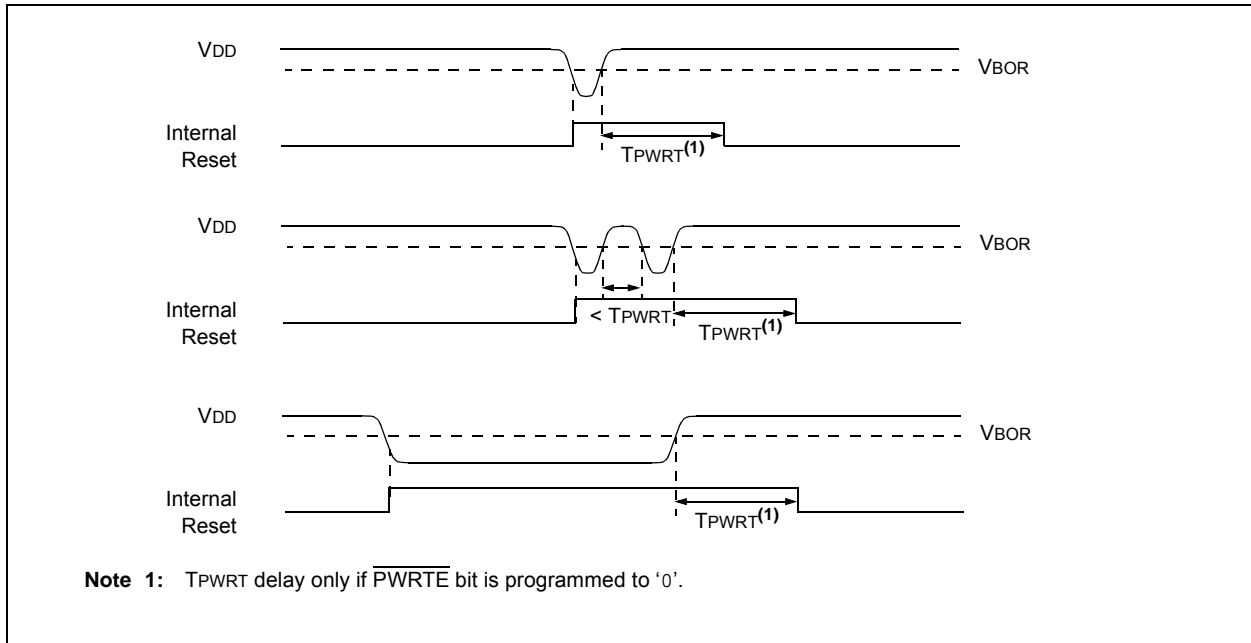 VDD
VBOR
Internal
Reset
TPWRT(1)
VDD
VBOR
Internal
Reset
< TPWRT
TPWRT(1)
VDD
VBOR
Internal
Reset
TPWRT(1)
Note 1: TPWRT delay only if PWRTE bit is programmed to ‘0’.